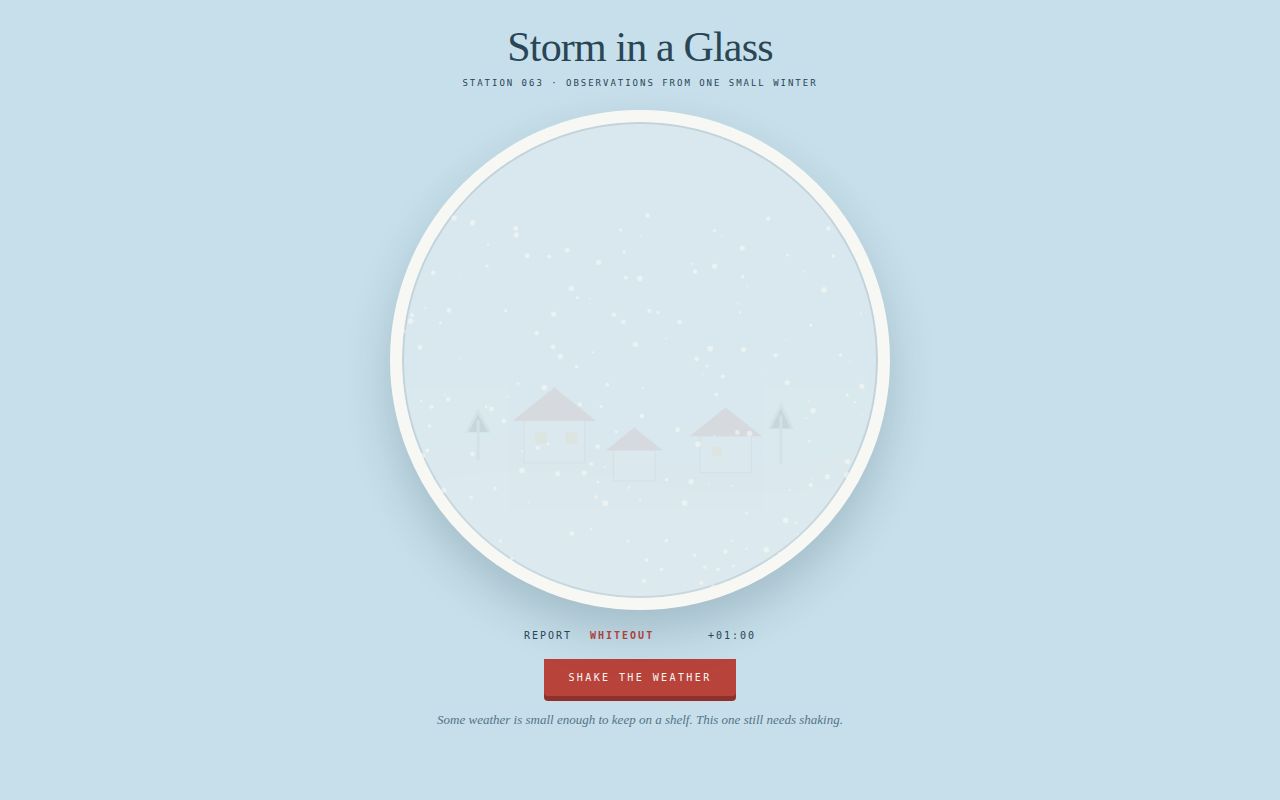 Storm in a Glass
STATION 063 · OBSERVATIONS FROM ONE SMALL WINTER
REPORT WHITEOUT +01:00
SHAKE THE WEATHER
Some weather is small enough to keep on a shelf. This one still needs shaking.